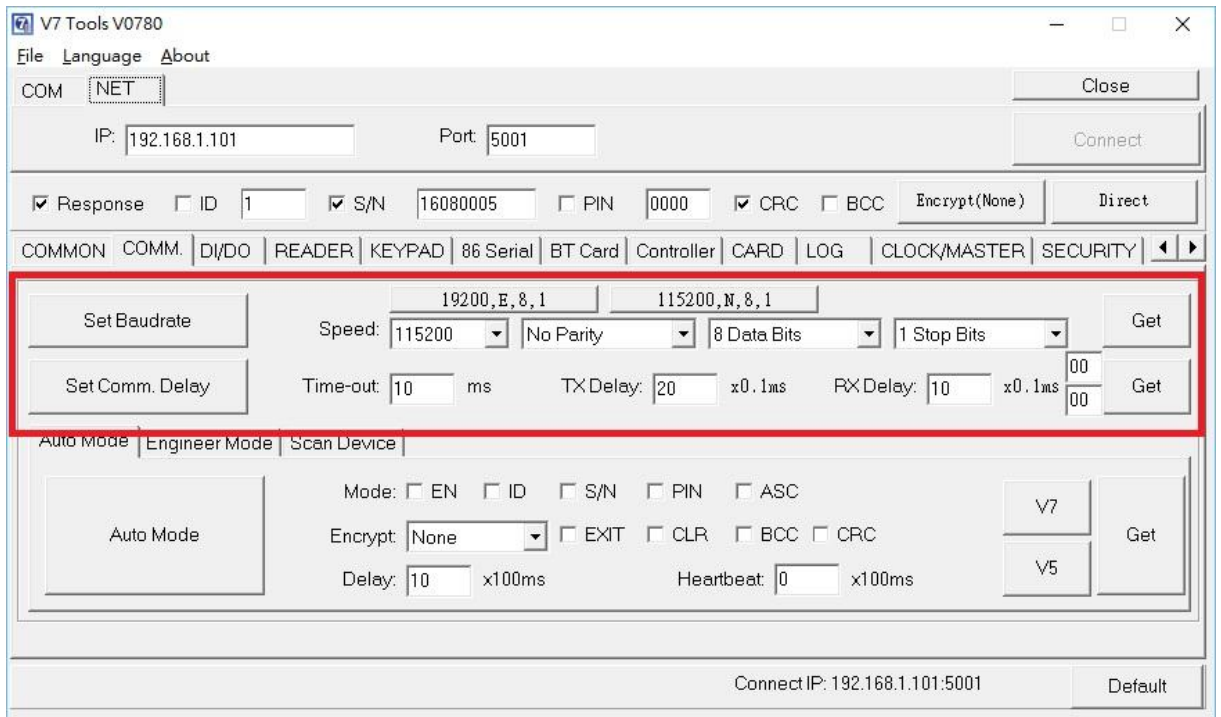 V7 Tools V0780
File Language About
COM NET Close
IP: 192.168.1.101 Port: 5001 Connect
Response ID 1 S/N 16080005 PIN 0000 CRC BCC Encrypt(None) Direct
COMMON COMM. DI/DO READER KEYPAD 86 Serial BT Card Controller CARD LOG CLOCK/MASTER SECURITY
19200,E,8,1 115200,N,8,1
Set Baudrate Speed: 115200 No Parity 8 Data Bits 1 Stop Bits Get
00
Set Comm. Delay Time-out: 10 ms TX Delay: 20 x0.1ms RX Delay: 10 x0.1ms Get
00
Auto Mode Engineer Mode Scan Device
Mode: EN ID S/N PIN ASC V7
Auto Mode Encrypt: None EXIT CLR BCC CRC Get
Delay: 10 x100ms Heartbeat: 0 x100ms V5
Connect IP: 192.168.1.101:5001 Default